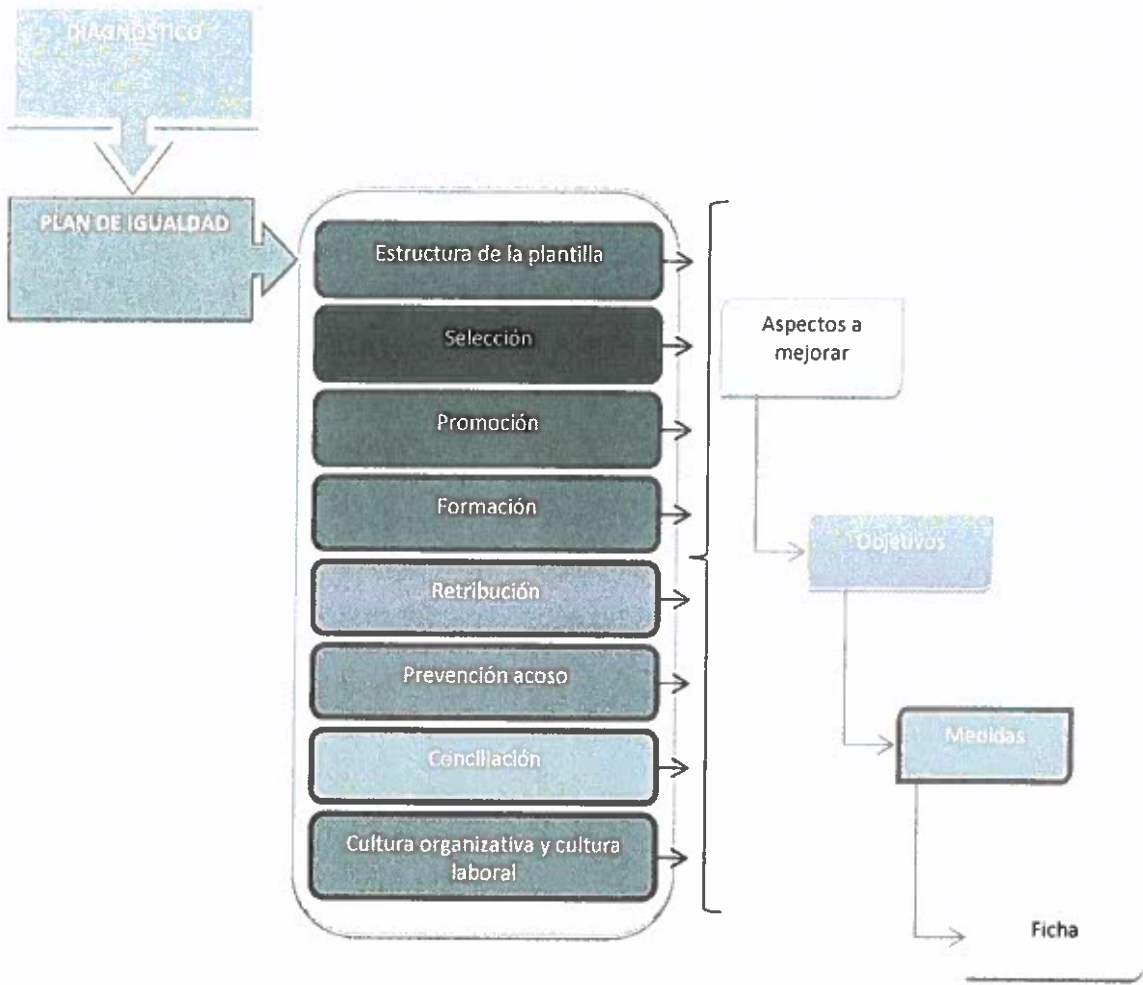 DIAGNÓSTICO
PLAN DE IGUALDAD
Estructura de la plantilla
Selección
Promoción
Formación
Retribución
Prevención acoso
Conciliación
Cultura organizativa y cultura
laboral
Aspectos a
mejorar
Objetivos
Medidas
Ficha